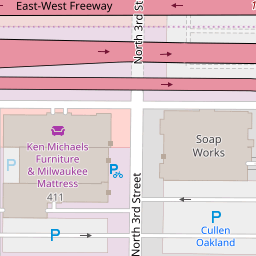 East-West Freeway
1
North 3rd St
Ken Michaels
Furniture
& Milwaukee
Mattress
411
P
P
Soap
Works
North 3rd Street
P
P
Cullen
Oakland